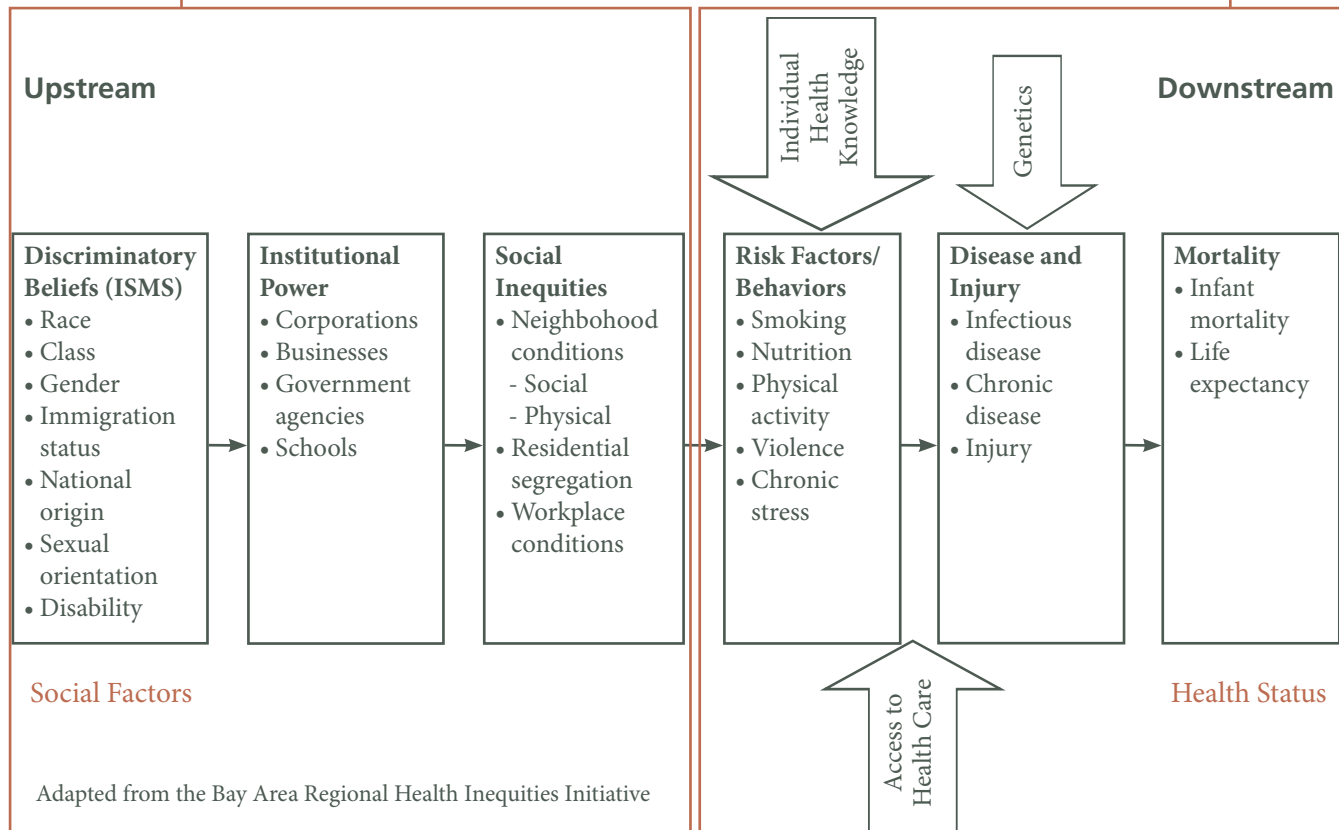 Upstream
Downstream
Individual
Health
Knowledge
Genetics
Discriminatory
Beliefs (ISMS)
• Race
• Class
• Gender
• Immigration
status
• National
origin
• Sexual
orientation
• Disability
Institutional
Power
• Corporations
• Businesses
• Government
agencies
• Schools
Social
Inequities
• Neighbohood
conditions
- Social
- Physical
• Residential
segregation
• Workplace
conditions
Risk Factors/
Behaviors
• Smoking
• Nutrition
• Physical
activity
• Violence
• Chronic
stress
Disease and
Injury
• Infectious
disease
• Chronic
disease
• Injury
Mortality
• Infant
mortality
• Life
expectancy
Social Factors
Access to
Health Care
Health Status
Adapted from the Bay Area Regional Health Inequities Initiative